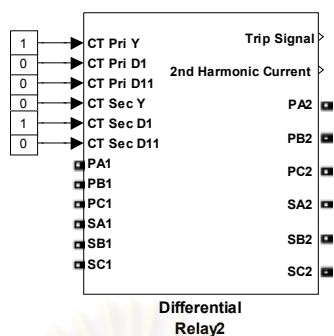 1 CT Pri Y Trip Signal
0 CT Pri D1
0 CT Pri D11 2nd Harmonic Current
0 CT Sec Y PA2
1 CT Sec D1
0 CT Sec D11 PB2
PA1
PB1 PC2
PC1
SA1 SA2
SB1 SB2
SC1 SC2
Differential
Relay2